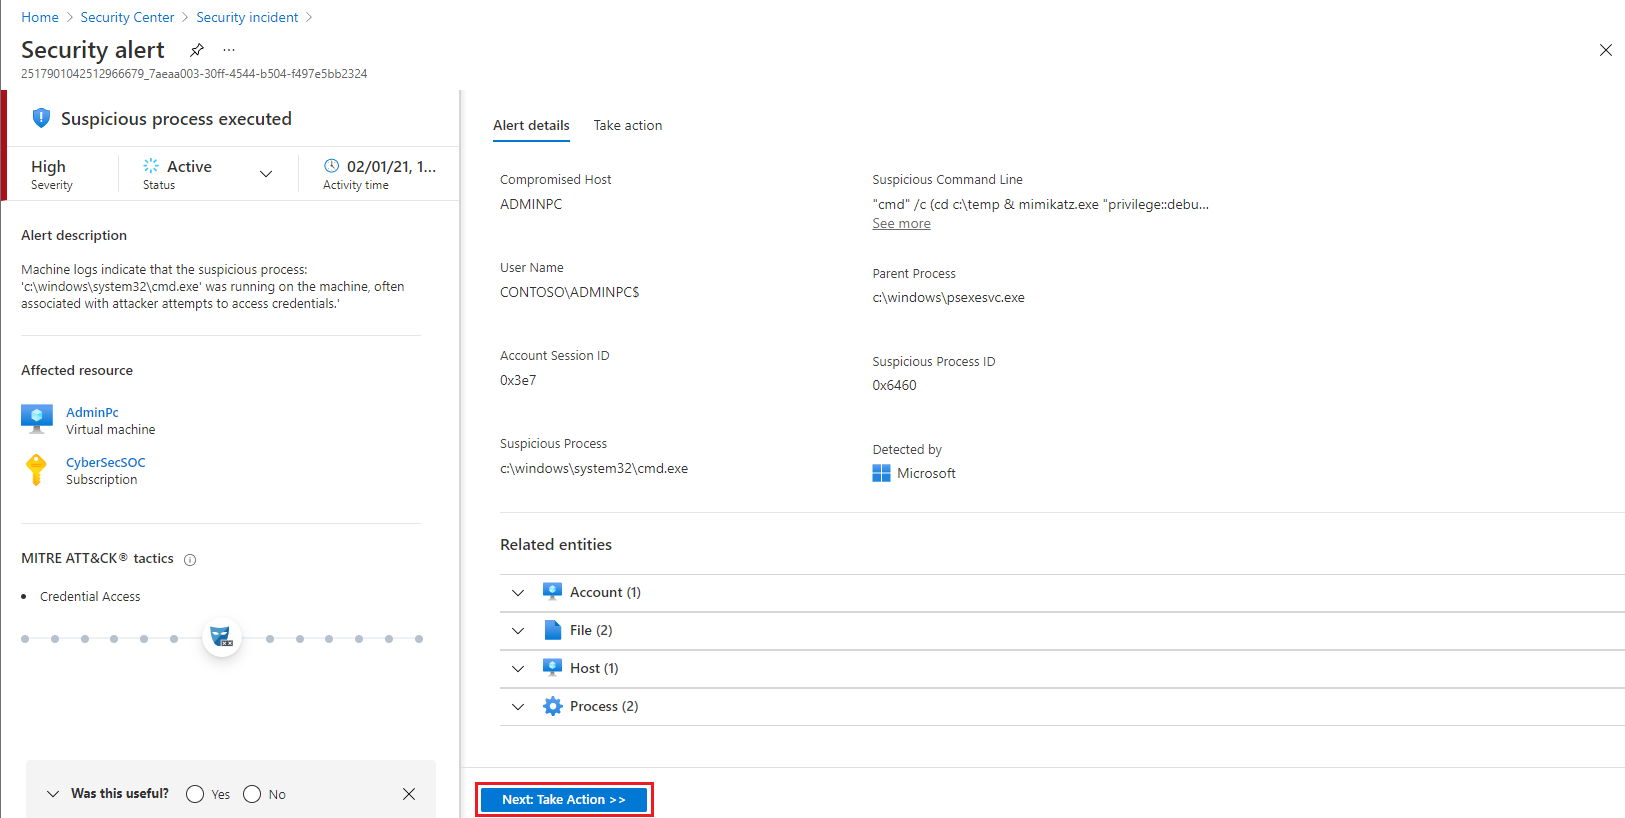 Home > Security Center > Security incident >
Security alert ...
2517901042512966679_7aeaa003-30ff-4544-b504-f497e5bb2324
Suspicious process executed
High
Severity
Active
Status
02/01/21, 1...
Activity time
Alert description
Machine logs indicate that the suspicious process:
'c:\windows\system32\cmd.exe' was running on the machine, often
associated with attacker attempts to access credentials.'
Affected resource
AdminPc
Virtual machine
CyberSecSOC
Subscription
MITRE ATT&CK® tactics
• Credential Access
Was this useful? Yes No
Alert details Take action
Compromised Host
ADMINPC
User Name
CONTOSO\ADMINPC$
Account Session ID
0x3e7
Suspicious Process
c:\windows\system32\cmd.exe
Suspicious Command Line
"cmd" /c (cd c:\temp & mimikatz.exe "privilege::debu...
See more
Parent Process
c:\windows\psexesvc.exe
Suspicious Process ID
0x6460
Detected by
Microsoft
Related entities
Account (1)
File (2)
Host (1)
Process (2)
Next: Take Action >>